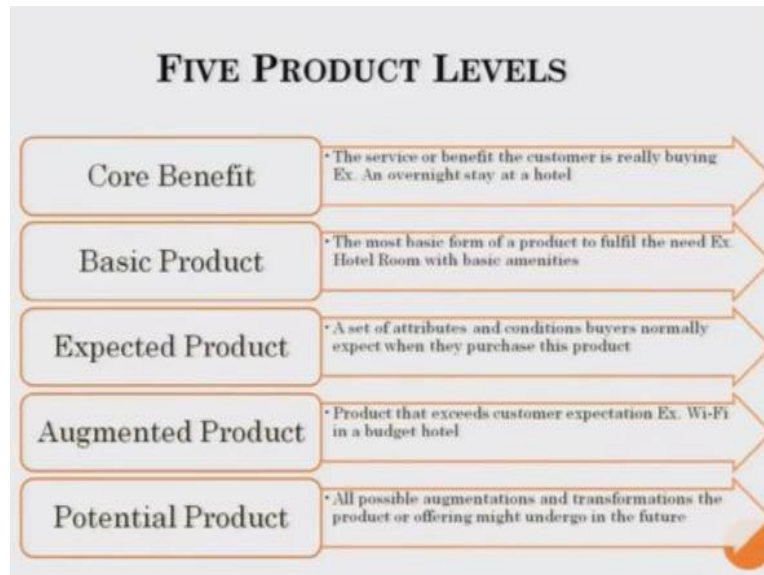 FIVE PRODUCT LEVELS
Core Benefit
• The service or benefit the customer is really buying
Ex. An overnight stay at a hotel
Basic Product
• The most basic form of a product to fulfil the need Ex.
Hotel Room with basic amenities
Expected Product
• A set of attributes and conditions buyers normally
expect when they purchase this product
Augmented Product
• Product that exceeds customer expectation Ex. Wi-Fi
in a budget hotel
Potential Product
• All possible augmentations and transformations the
product or offering might undergo in the future